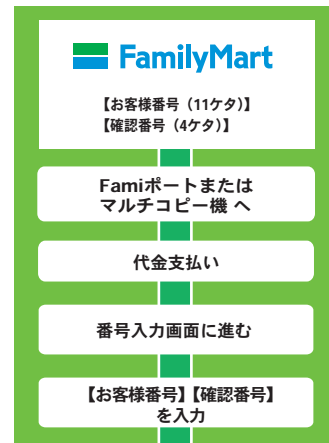 FamilyMart
【お客様番号（11ケタ）】
【確認番号（4ケタ）】
Famiポートまたは
マルチコピー機 へ
代金支払い
番号入力画面に進む
【お客様番号】【確認番号】
を入力